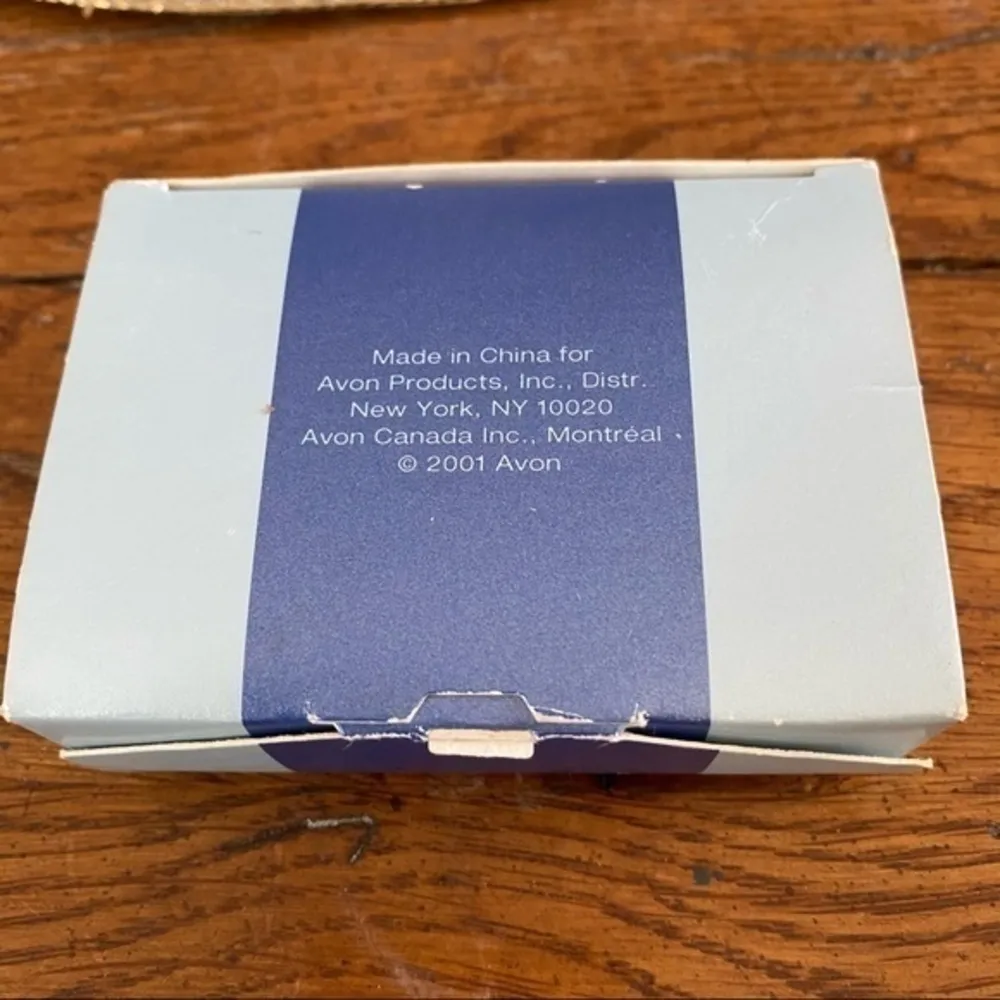 Made in China for
Avon Products, Inc., Distr.
New York, NY 10020
Avon Canada Inc., Montréal
© 2001 Avon